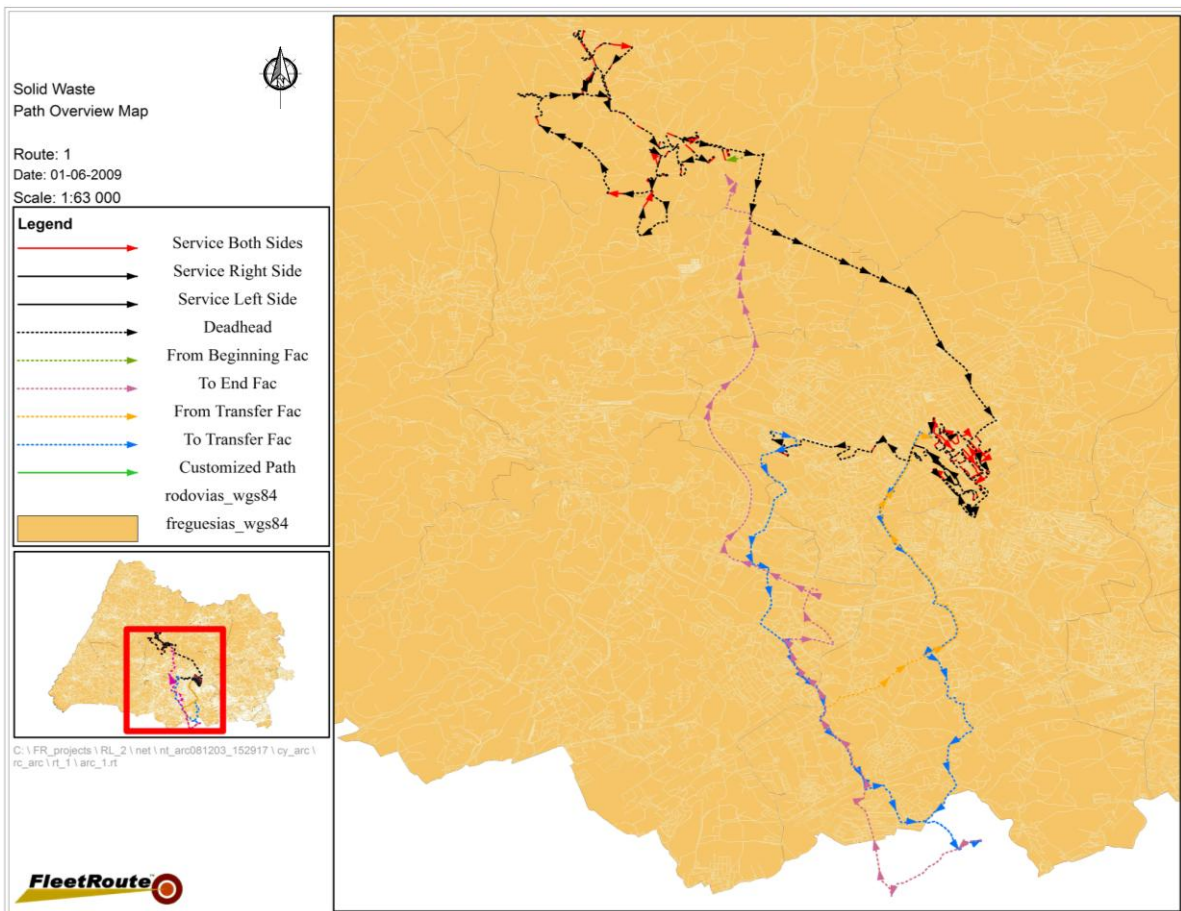 Solid Waste
Path Overview Map
Route: 1
Date: 01-06-2009
Scale: 1:63 000
Legend
Service Both Sides
Service Right Side
Service Left Side
Deadhead
From Beginning Fac
To End Fac
From Transfer Fac
To Transfer Fac
Customized Path
rodovias_wgs84
freguesias_wgs84
C: \ FR_projects \ RL_2 \ net \ nt_arc081203_152917 \ cy_arc \
rc_arc \ rt_1 \ arc_1.rt
FleetRoute™